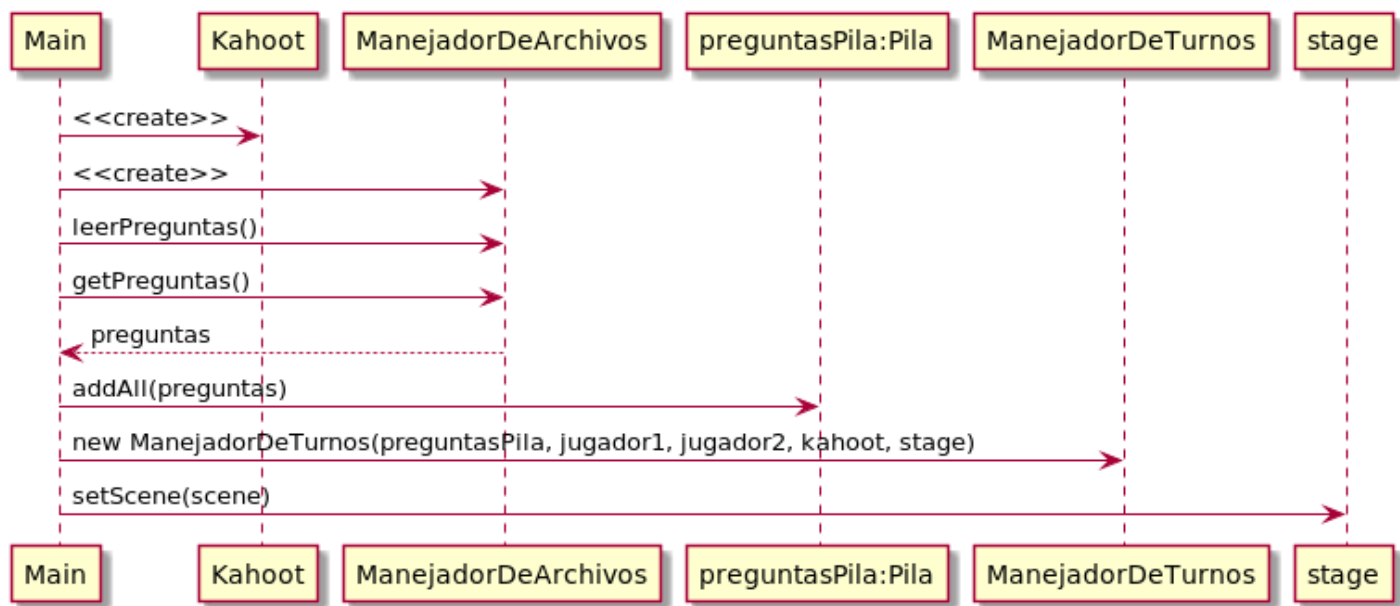 Main Kahoot ManejadorDeArchivos preguntasPila:Pila ManejadorDeTurnos stage
<<create>>
<<create>>
leerPreguntas()
getPreguntas()
preguntas
addAll(preguntas)
new ManejadorDeTurnos(preguntasPila, jugador1, jugador2, kahoot, stage)
setScene(scene)
Main Kahoot ManejadorDeArchivos preguntasPila:Pila ManejadorDeTurnos stage